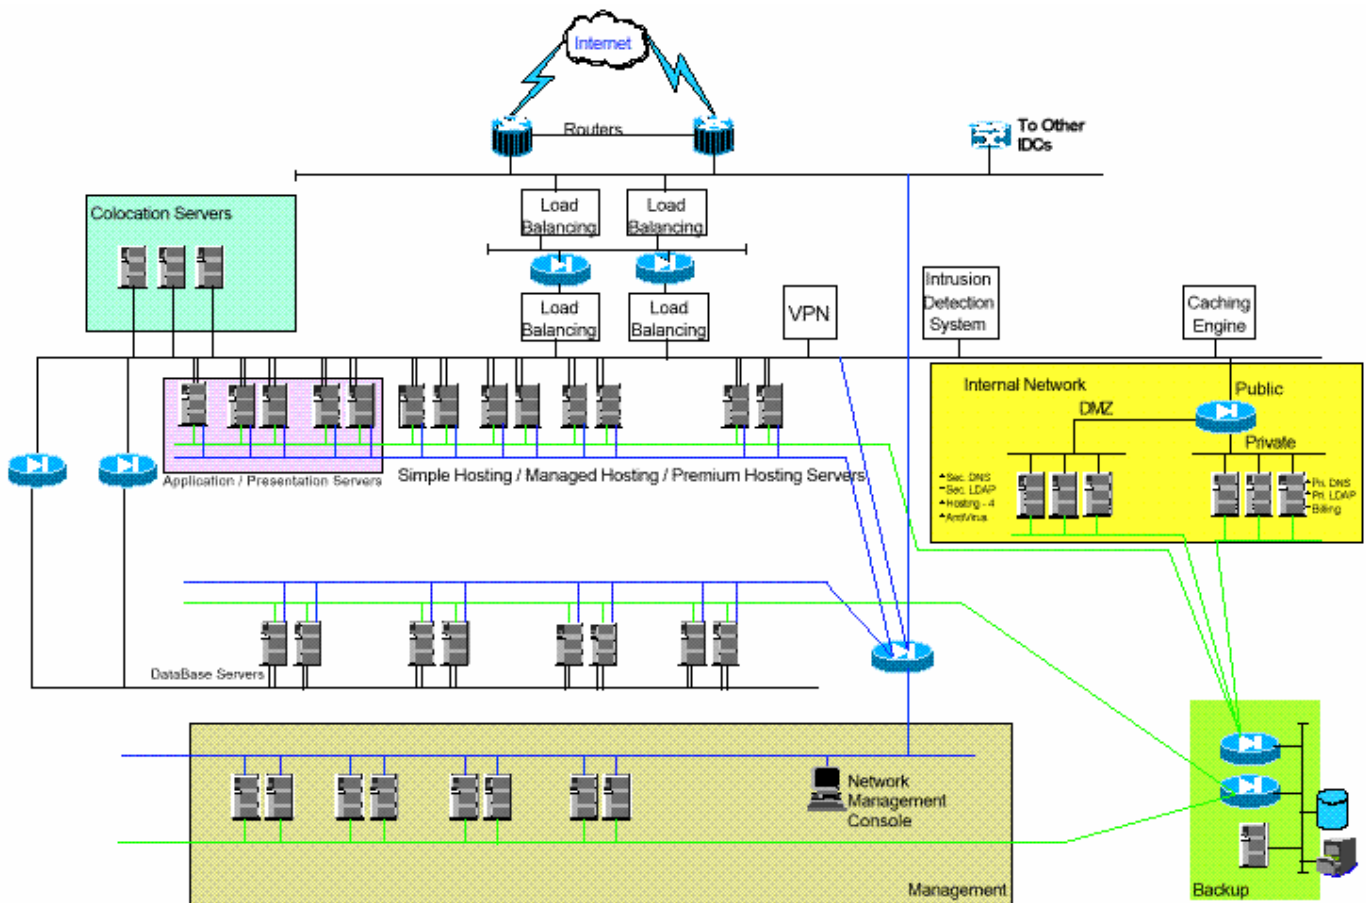 Internet
Routers
To Other
IDCs
Colocation Servers
Load
Balancing
Load
Balancing
Load
Balancing
Load
Balancing
VPN
Intrusion
Detection
System
Caching
Engine
Internal Network
Public
DMZ
Private
Sec. DNS
Sec. LDAP
Hosting - 4
AntiVirus
Pri. DNS
Pri. LDAP
Billing
Application / Presentation Servers
Simple Hosting / Managed Hosting / Premium Hosting Servers
DataBase Servers
Network
Management
Console
Management
Backup